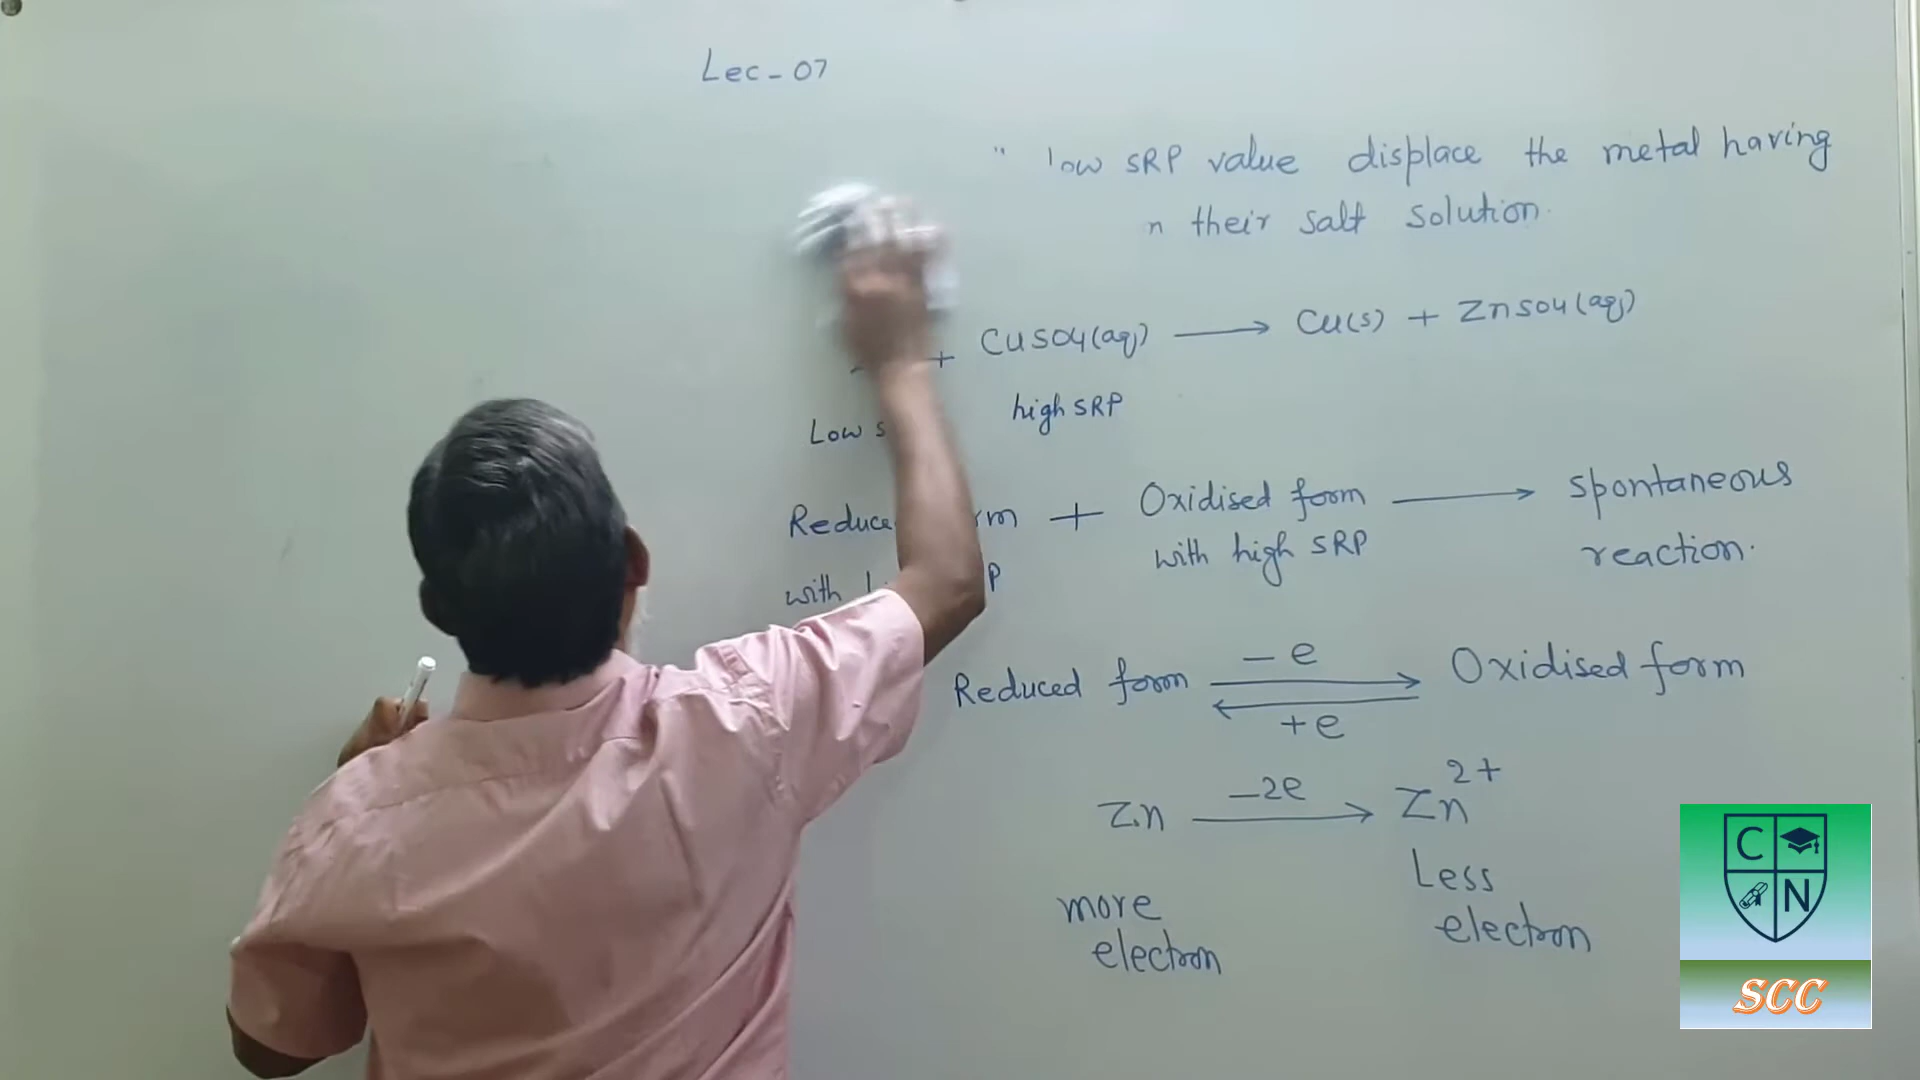 Lec-07
low SRP value displace the metal having
n their salt solution.
+ CuSO4(aq) → Cu(s) + ZnSO4(aq)
Low s
high SRP
Reduce rm + Oxidised form → spontaneous
with P with high SRP reaction.
Reduced form -e +e Oxidised form
Zn -2e → Zn 2+
more Less
electron electron
C N
SCC